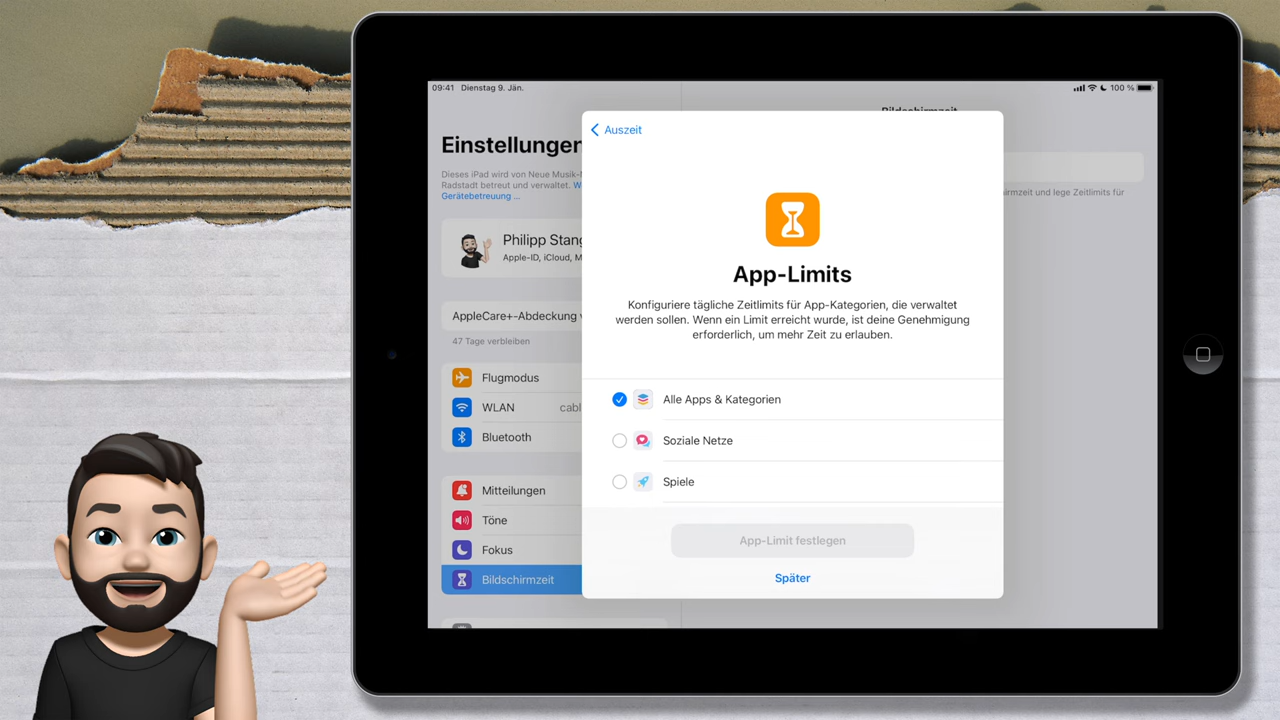 09:41 Dienstag 9. Jän.
100 %
Einstellungen
Dieses iPad wird von Neue Musik-
Radstadt betreut und verwaltet.
Gerätebetreuung ...
Philipp Stang
Apple-ID, iCloud,
AppleCare+-Abdeckung
47 Tage verbleiben
Flugmodus
WLAN
Bluetooth
Mitteilungen
Töne
Fokus
Bildschirmzeit
Bildschirmzeit
hirmzeit und lege Zeitlimits für
Auszeit
App-Limits
Konfiguriere tägliche Zeitlimits für App-Kategorien, die verwaltet
werden sollen. Wenn ein Limit erreicht wurde, ist deine Genehmigung
erforderlich, um mehr Zeit zu erlauben.
Alle Apps & Kategorien
Soziale Netze
Spiele
App-Limit festlegen
Später